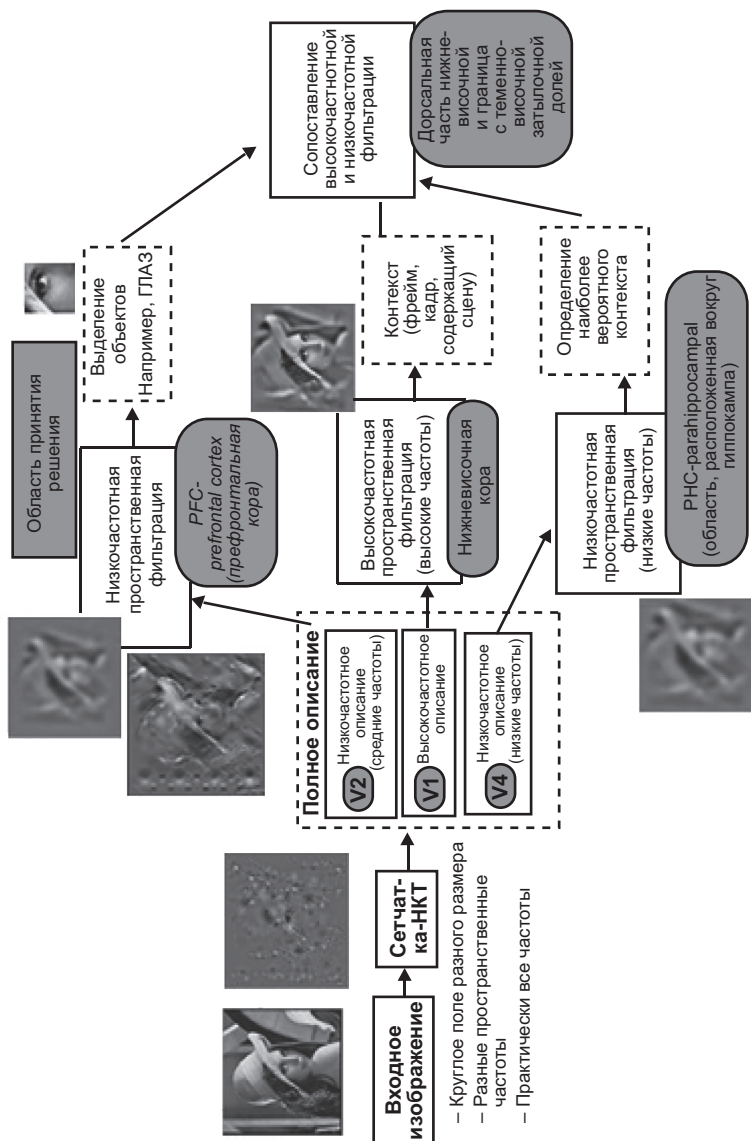 Входное
изображение
– Круглое поле разного размера
– Разные пространственные
частоты
– Практически все частоты
Сетчат-
ка-НКТ
Полное описание
V2
Низкочастотное
описание
(средние частоты)
V1
Высокочастотное
описание
V4
Низкочастотное
описание
(низкие частоты)
Область принятия
решения
Низкочастотная
пространственная
фильтрация
PFC-
prefrontal cortex
(префронтальная
кора)
Выделение
объектов
Например, ГЛАЗ
Высокочастотная
пространственная
фильтрация
(высокие частоты)
Нижневисочная
кора
Контекст
(фрейм,
кадр,
содержащий
сцену)
Низкочастотная
пространственная
фильтрация
(низкие частоты)
PHC-parahippocampal
(область, расположенная вокруг
гиппокампа)
Определение
наиболее
вероятного
контекста
Сопоставление
высокочастнотной
и низкочастотной
фильтрации
Дорсальная
часть нижне-
височной
и граница
с теменно-
височной
затылочной
долей